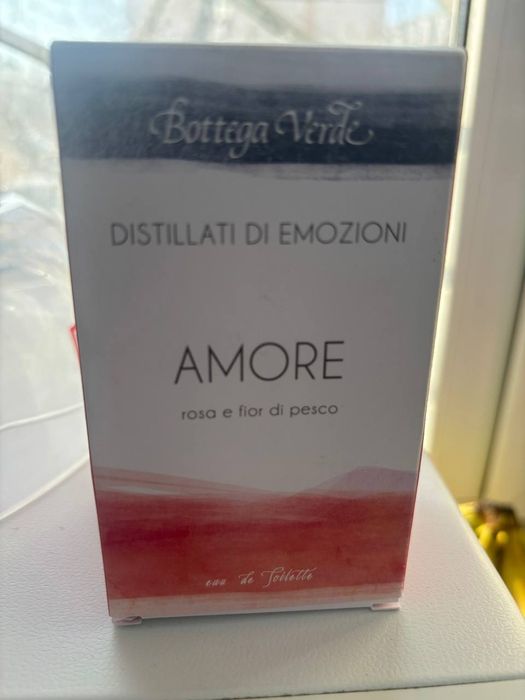 Bottega Verde
DISTILLATI DI EMOZIONI
AMORE
rosa e fior di pesco
eau de Toilette